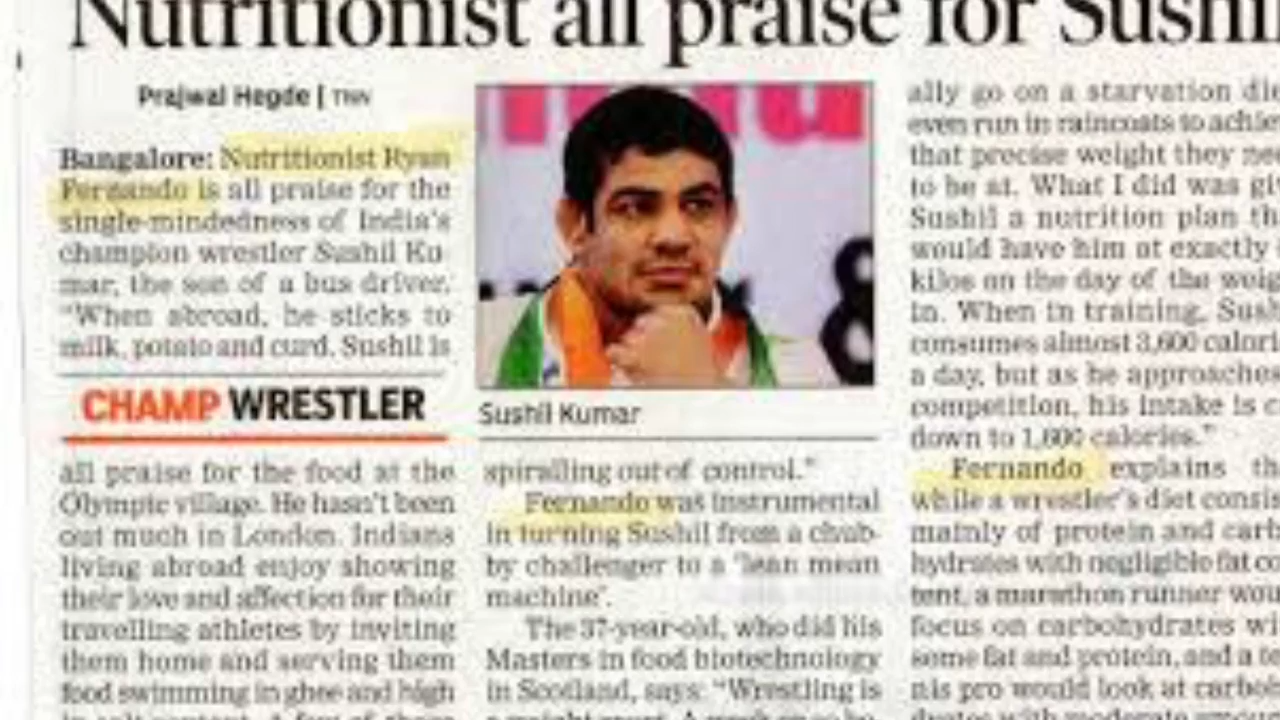 Nutritionist all praise for Sushil
Prajwal Hegde | TNN
Bangalore: Nutritionist Ryan
Fernando is all praise for the
single-mindedness of India's
champion wrestler Sushil Ku-
mar, the son of a bus driver.
"When abroad, he sticks to
milk, potato and curd. Sushil is
CHAMP WRESTLER
all praise for the food at the
Olympic village. He hasn't been
out much in London. Indians
living abroad enjoy showing
their love and affection for their
travelling athletes by inviting
them home and serving them
food swimming in ghee and high
Sushil Kumar
spiralling out of control."
Fernando was instrumental
in turning Sushil from a chub-
by challenger to a 'lean mean
machine'.
The 37-year-old, who did his
Masters in food biotechnology
in Scotland, says: "Wrestling is
ally go on a starvation die
even run in raincoats to achie
that precise weight they ne
to be at. What I did was gi
Sushil a nutrition plan th
would have him at exactly
kilos on the day of the weig
in. When in training, Sush
consumes almost 3,600 calori
a day, but as he approaches
competition, his intake is c
down to 1,600 calories."
Fernando explains th
while a wrestler's diet consis
mainly of protein and carb
hydrates with negligible fat co
tent, a marathon runner wou
focus on carbohydrates wi
some fat and protein, and a te
nis pro would look at carboh